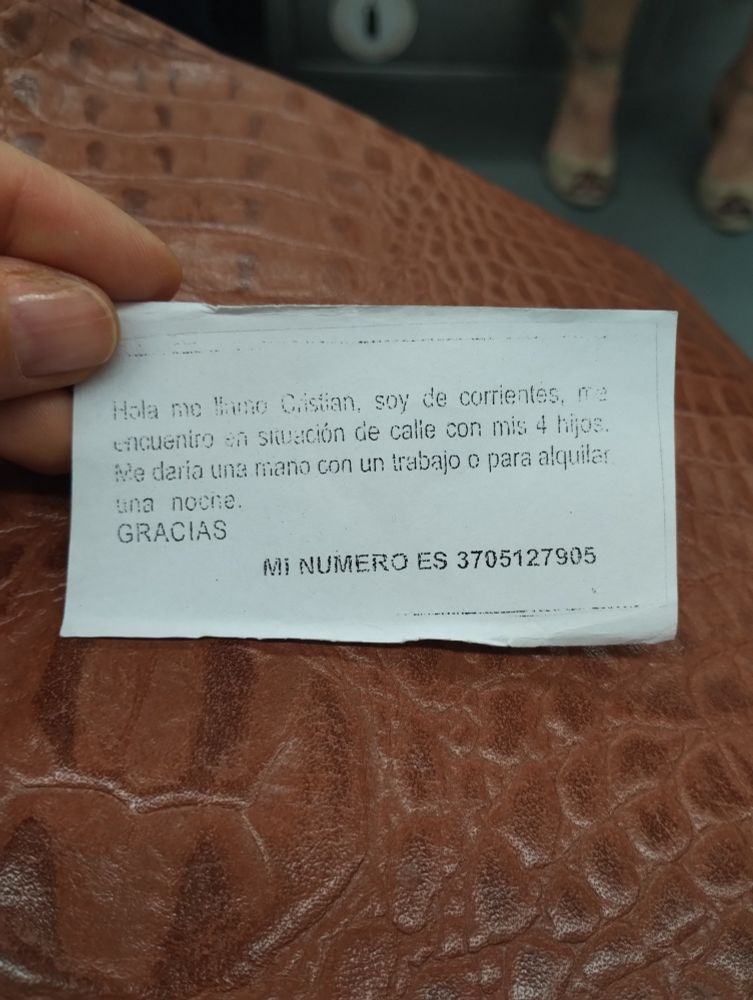 Hola me llamo Cristian, soy de corrientes, me
encuentro en situación de calle con mis 4 hijos.
Me daria una mano con un trabajo o para alquilar
una noche.
GRACIAS
MI NUMERO ES 3705127905